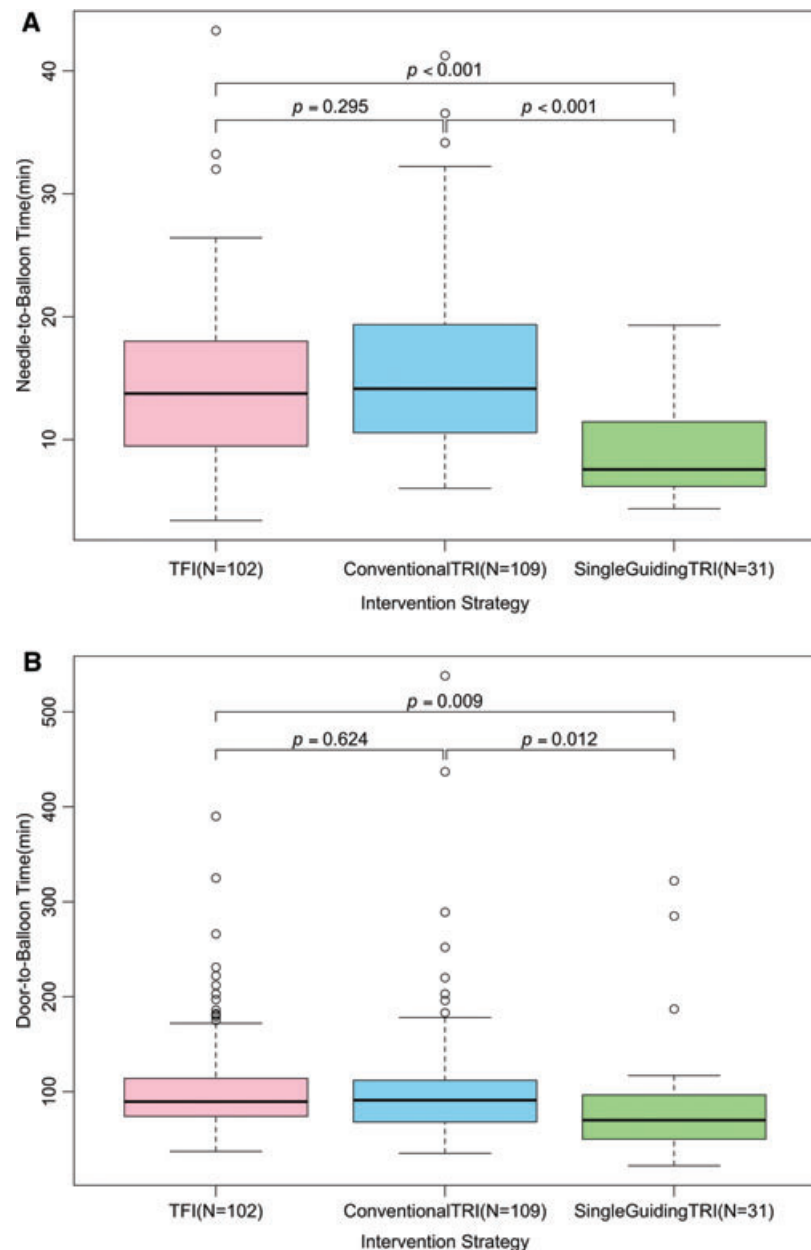 A
Needle-to-Balloon Time(min)
40
30
20
10
p < 0.001
p = 0.295
p < 0.001
TFI(N=102)
ConventionalTRI(N=109)
SingleGuidingTRI(N=31)
Intervention Strategy
B
Door-to-Balloon Time(min)
500
400
300
200
100
p = 0.009
p = 0.624
p = 0.012
TFI(N=102)
ConventionalTRI(N=109)
SingleGuidingTRI(N=31)
Intervention Strategy